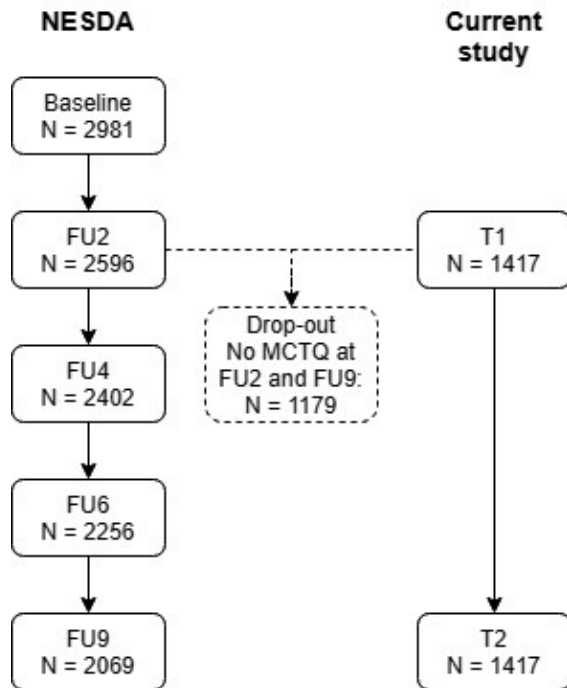 NESDA
Current
study
Baseline
N = 2981
FU2
N = 2596
T1
N = 1417
Drop-out
No MCTQ at
FU2 and FU9:
N = 1179
FU4
N = 2402
FU6
N = 2256
FU9
N = 2069
T2
N = 1417